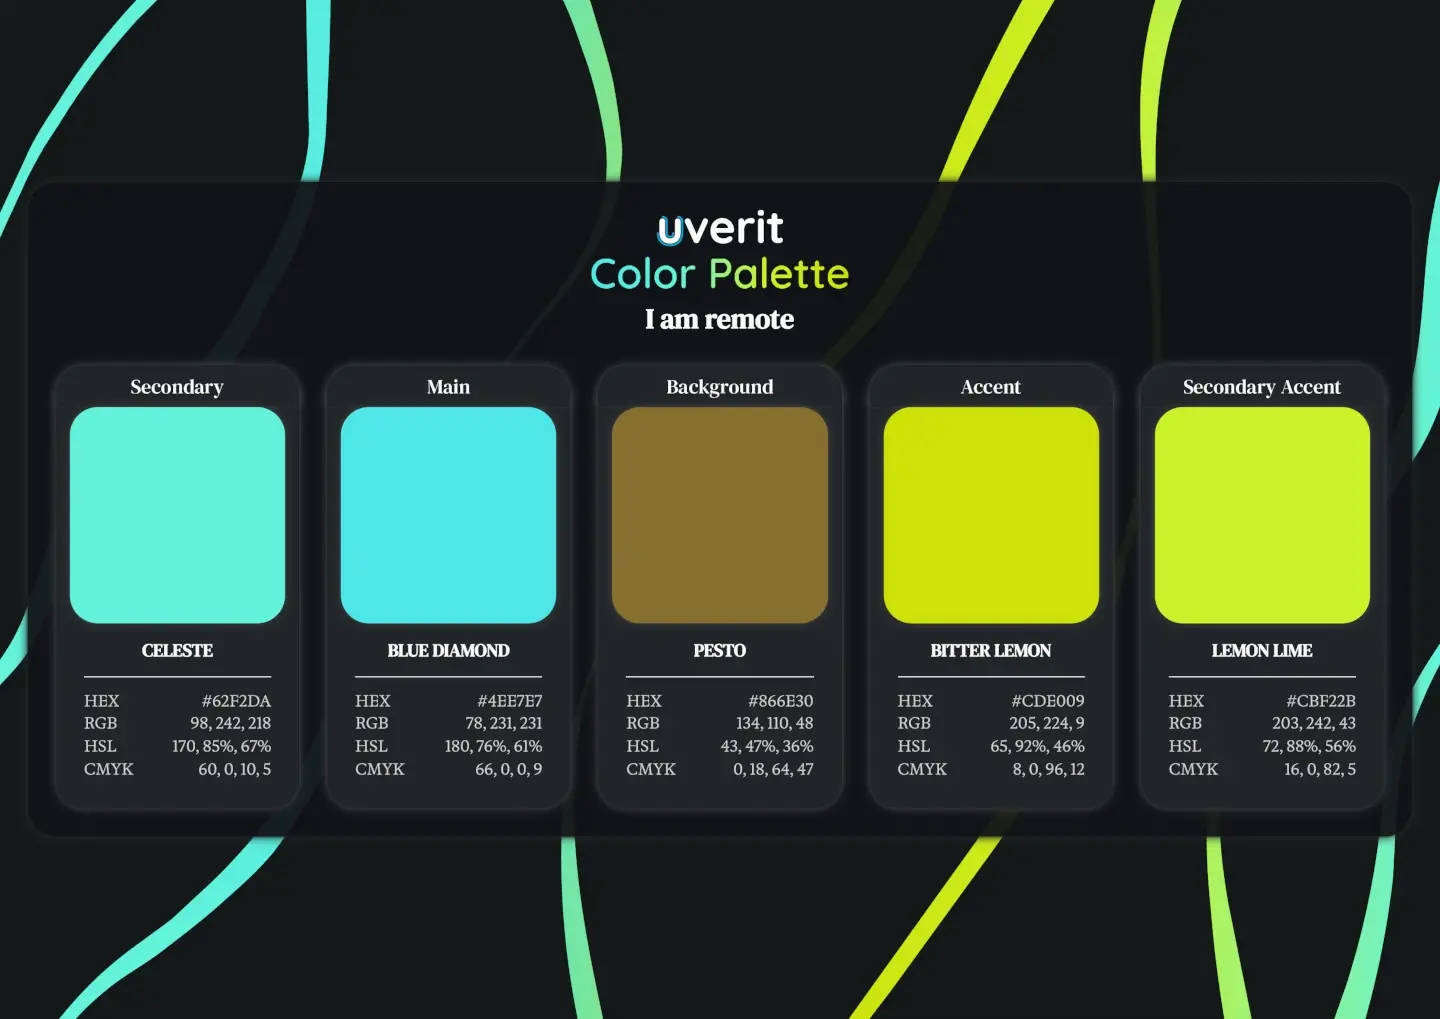 uverit
Color Palette
I am remote
Secondary
CELESTE
HEX #62F2DA
RGB 98, 242, 218
HSL 170, 85%, 67%
CMYK 60, 0, 10, 5
Main
BLUE DIAMOND
HEX #4EE7E7
RGB 78, 231, 231
HSL 180, 76%, 61%
CMYK 66, 0, 0, 9
Background
PESTO
HEX #866E30
RGB 134, 110, 48
HSL 43, 47%, 36%
CMYK 0, 18, 64, 47
Accent
BITTER LEMON
HEX #CDE009
RGB 205, 224, 9
HSL 65, 92%, 46%
CMYK 8, 0, 96, 12
Secondary Accent
LEMON LIME
HEX #CBF22B
RGB 203, 242, 43
HSL 72, 88%, 56%
CMYK 16, 0, 82, 5